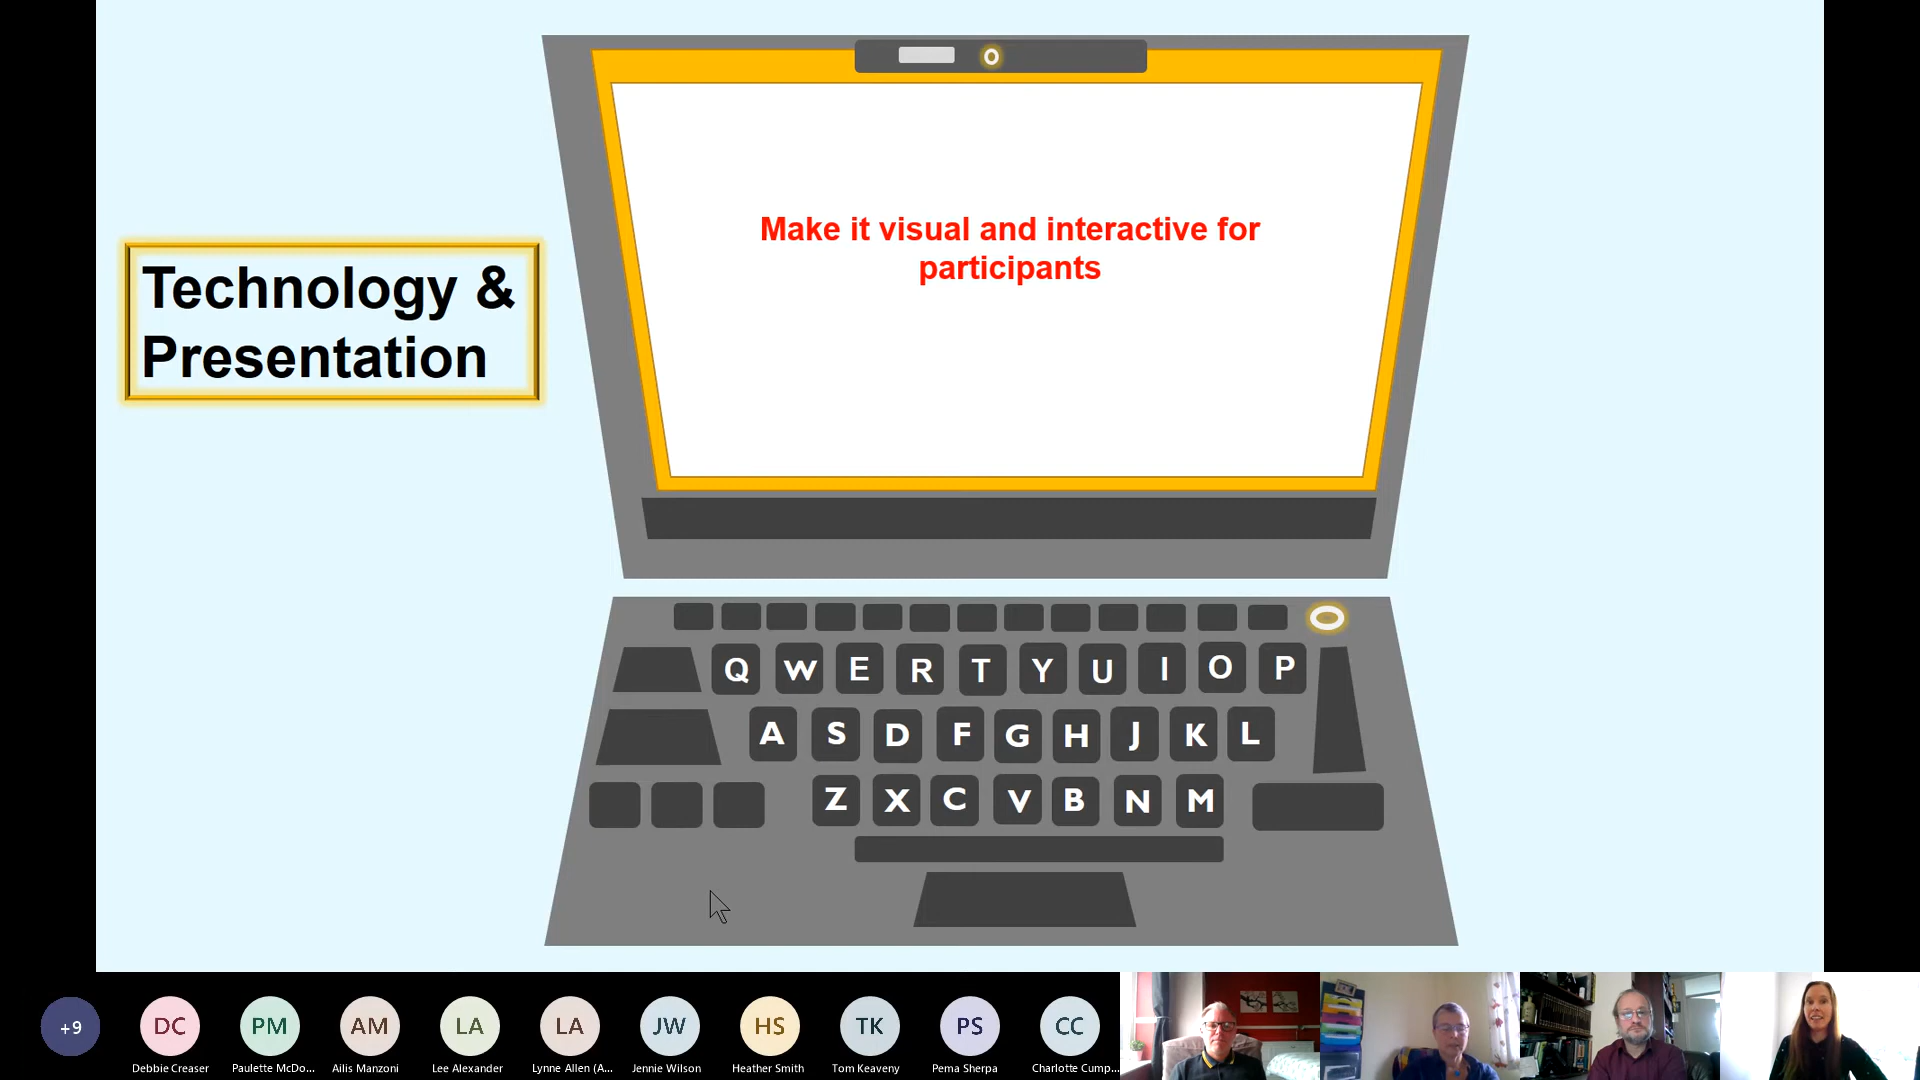 Technology &
Presentation
Make it visual and interactive for
participants
Q W E R T Y U I O P
A S D F G H J K L
Z X C V B N M
+9
DC
PM
AM
LA
LA
JW
HS
TK
PS
CC
Debbie Creaser
Paulette McDo...
Ailis Manzoni
Lee Alexander
Lynne Allen (A...
Jennie Wilson
Heather Smith
Tom Keaveny
Pema Sherpa
Charlotte Cump...